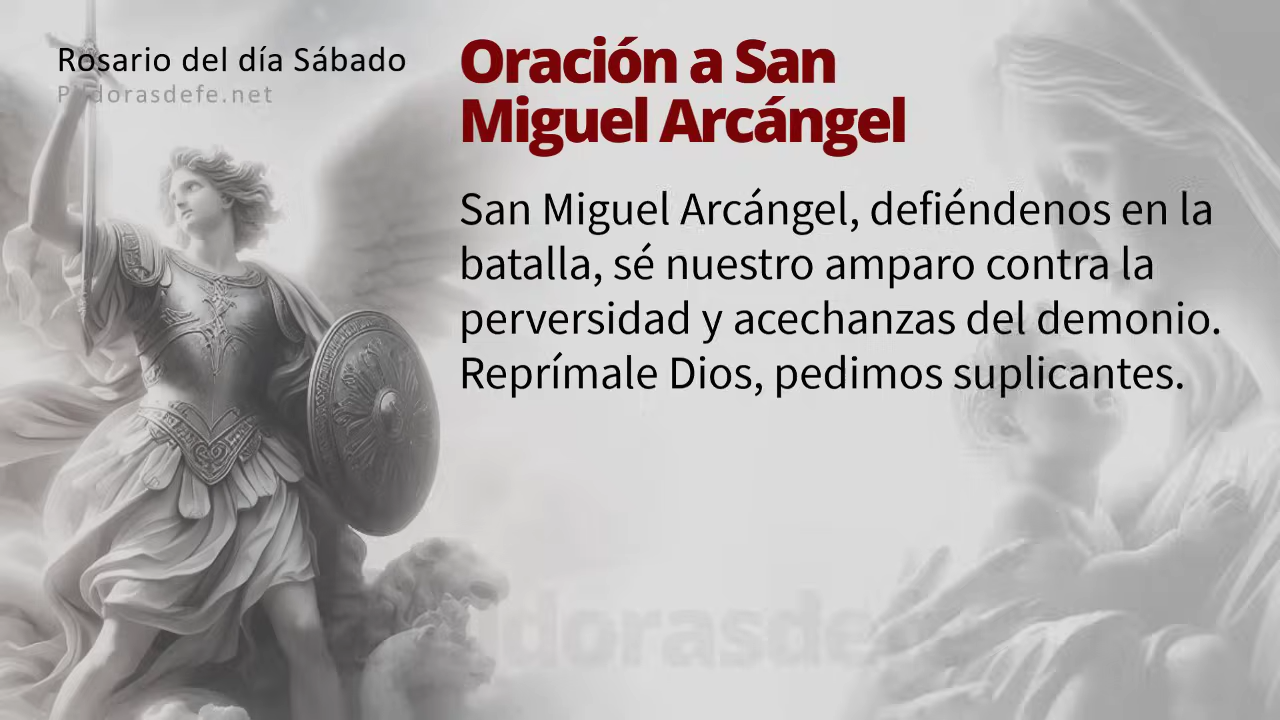 Rosario del día Sábado
Oración a San
Miguel Arcángel
San Miguel Arcángel, defiéndenos en la
batalla, sé nuestro amparo contra la
perversidad y acechanzas del demonio.
Reprímale Dios, pedimos suplicantes.